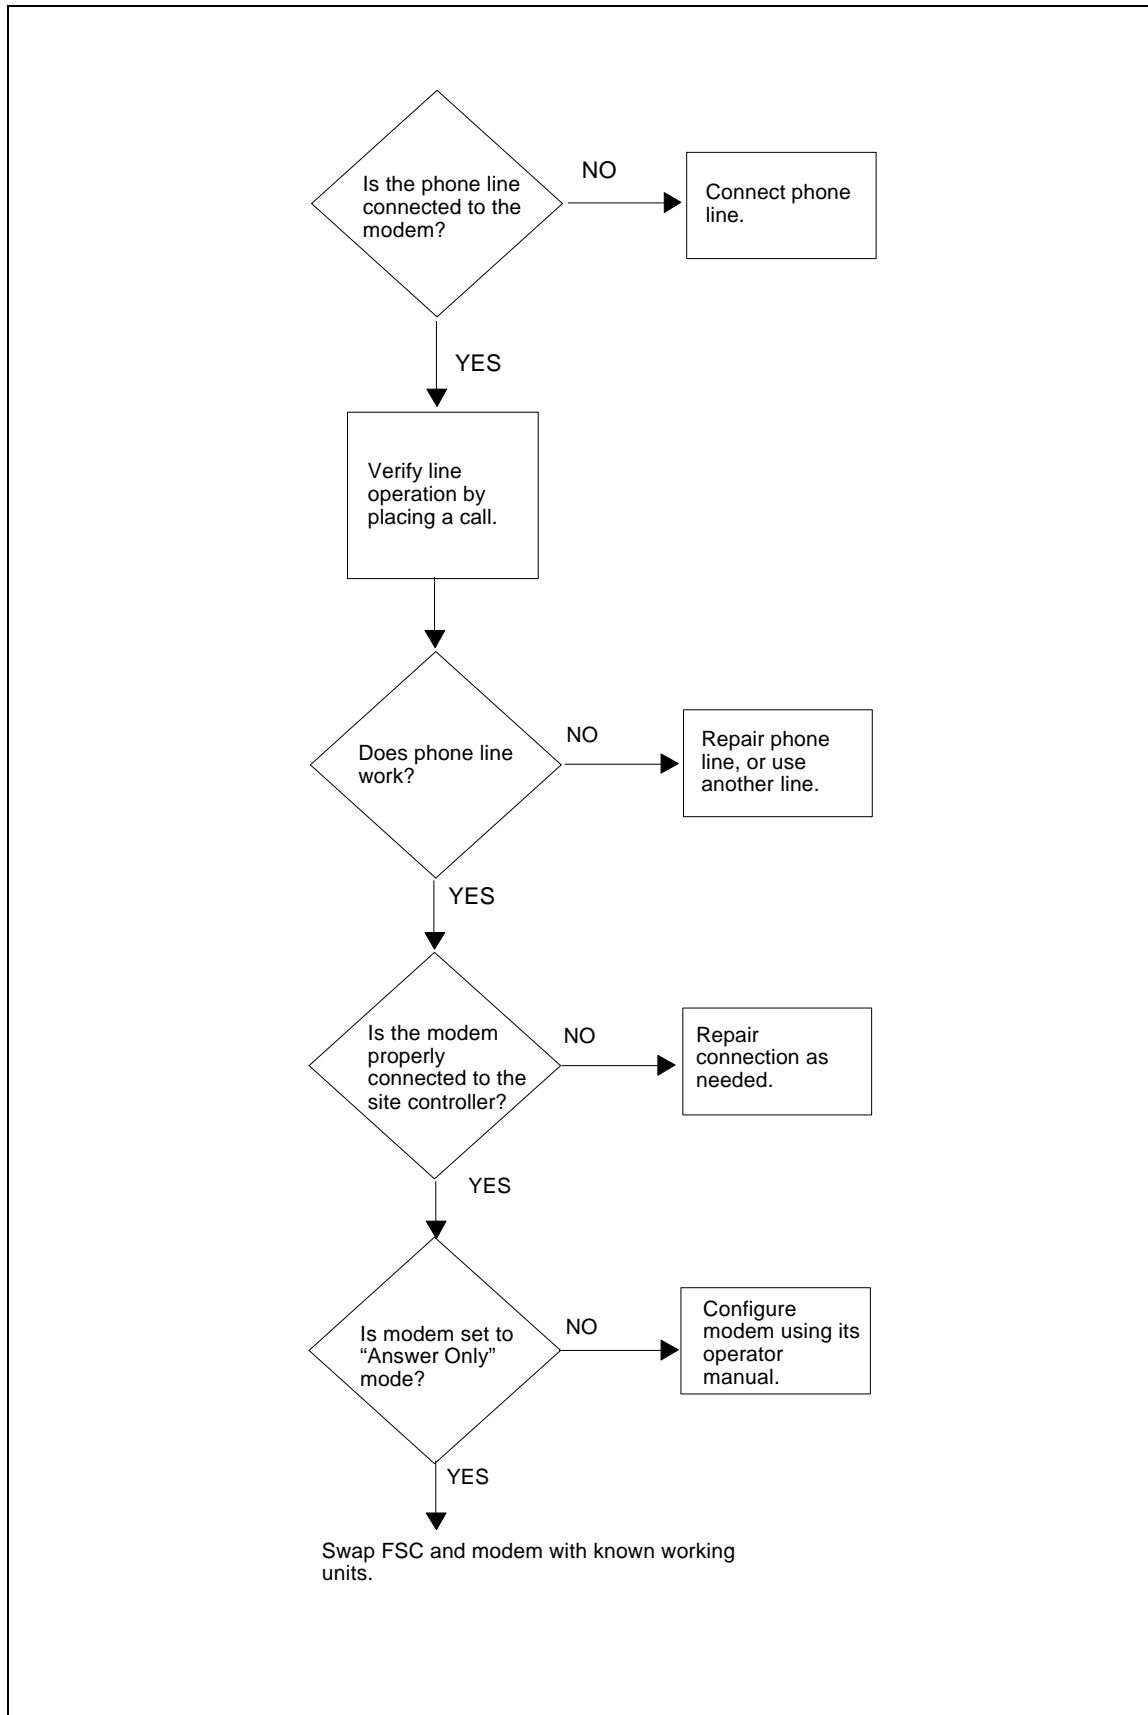 Is the phone line
connected to the
modem?
NO
Connect phone
line.
YES
Verify line
operation by
placing a call.
Does phone line
work?
NO
Repair phone
line, or use
another line.
YES
Is the modem
properly
connected to the
site controller?
NO
Repair
connection as
needed.
YES
Is modem set to
“Answer Only”
mode?
NO
Configure
modem using its
operator
manual.
YES
Swap FSC and modem with known working
units.